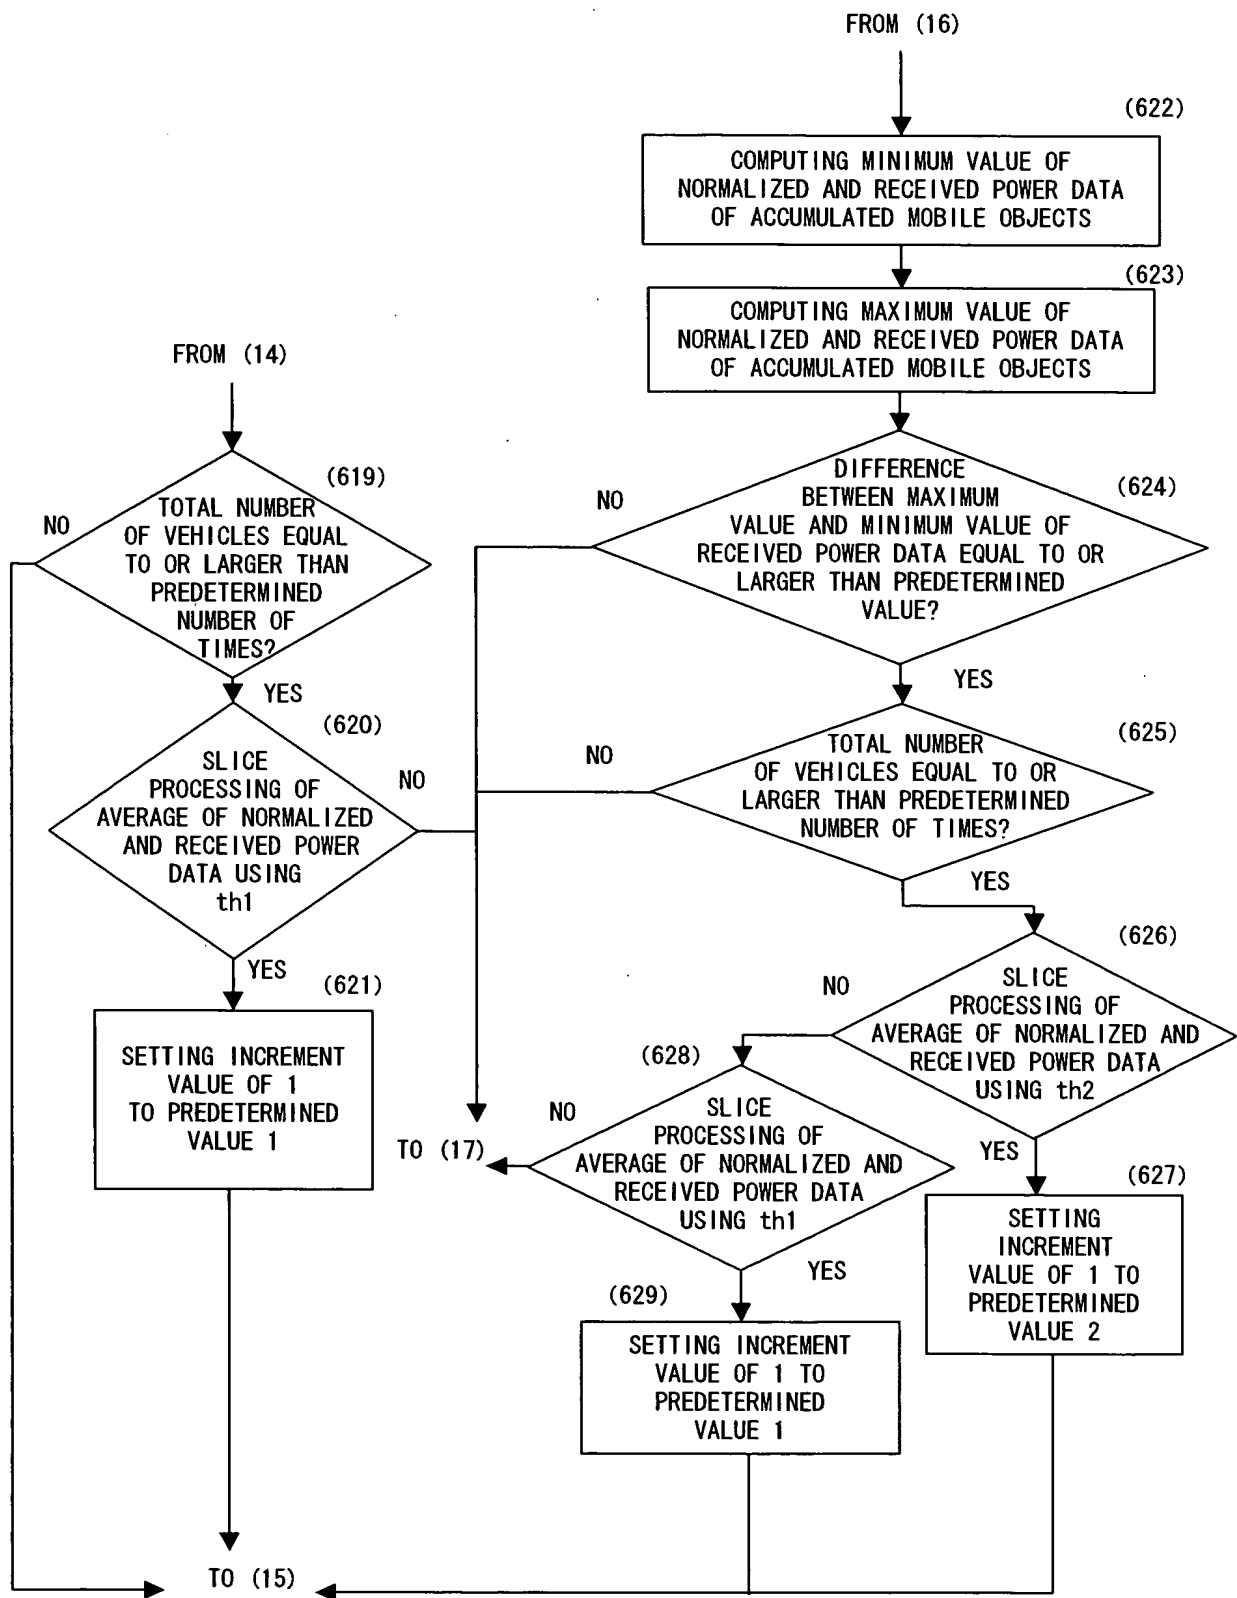 FROM (16)
(622)
COMPUTING MINIMUM VALUE OF
NORMALIZED AND RECEIVED POWER DATA
OF ACCUMULATED MOBILE OBJECTS
(623)
COMPUTING MAXIMUM VALUE OF
NORMALIZED AND RECEIVED POWER DATA
OF ACCUMULATED MOBILE OBJECTS
FROM (14)
(619)
TOTAL NUMBER
OF VEHICLES EQUAL
TO OR LARGER THAN
PREDETERMINED
NUMBER OF
TIMES?
NO
YES
(624)
DIFFERENCE
BETWEEN MAXIMUM
VALUE AND MINIMUM VALUE OF
RECEIVED POWER DATA EQUAL TO OR
LARGER THAN PREDETERMINED
VALUE?
NO
YES
(620)
SLICE
PROCESSING OF
AVERAGE OF NORMALIZED
AND RECEIVED POWER
DATA USING
th1
NO
YES
(625)
TOTAL NUMBER
OF VEHICLES EQUAL TO OR
LARGER THAN PREDETERMINED
NUMBER OF TIMES?
NO
YES
(621)
SETTING INCREMENT
VALUE OF 1
TO PREDETERMINED
VALUE 1
(626)
SLICE
PROCESSING OF
AVERAGE OF NORMALIZED AND
RECEIVED POWER DATA
USING th2
NO
YES
(628)
SLICE
PROCESSING OF
AVERAGE OF NORMALIZED AND
RECEIVED POWER DATA
USING th1
NO
TO (17)
YES
(627)
SETTING
INCREMENT
VALUE OF 1 TO
PREDETERMINED
VALUE 2
(629)
SETTING INCREMENT
VALUE OF 1 TO
PREDETERMINED
VALUE 1
TO (15)